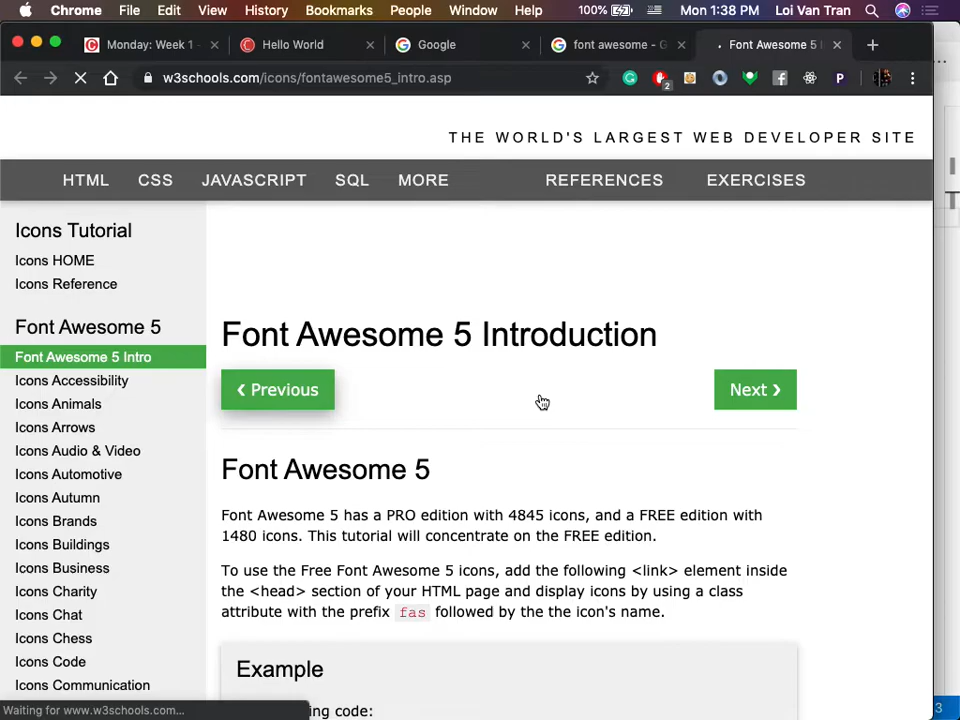 Chrome File Edit View History Bookmarks People Window Help 100% Mon 1:38 PM Loi Van Tran
Monday: Week 1 - Hello World Google font awesome - G Font Awesome 5
w3schools.com/icons/fontawesome5_intro.asp
2
THE WORLD'S LARGEST WEB DEVELOPER SITE
HTML CSS JAVASCRIPT SQL MORE REFERENCES EXERCISES
Icons Tutorial
Icons HOME
Icons Reference
Font Awesome 5
Font Awesome 5 Intro
Icons Accessibility
Icons Animals
Icons Arrows
Icons Audio & Video
Icons Automotive
Icons Autumn
Icons Brands
Icons Buildings
Icons Business
Icons Charity
Icons Chat
Icons Chess
Icons Code
Icons Communication
Font Awesome 5 Introduction
❮ Previous Next ❯
Font Awesome 5
Font Awesome 5 has a PRO edition with 4845 icons, and a FREE edition with
1480 icons. This tutorial will concentrate on the FREE edition.
To use the Free Font Awesome 5 icons, add the following <link> element inside
the <head> section of your HTML page and display icons by using a class
attribute with the prefix fas followed by the the icon's name.
Example
ng code:
Waiting for www.w3schools.com...
3